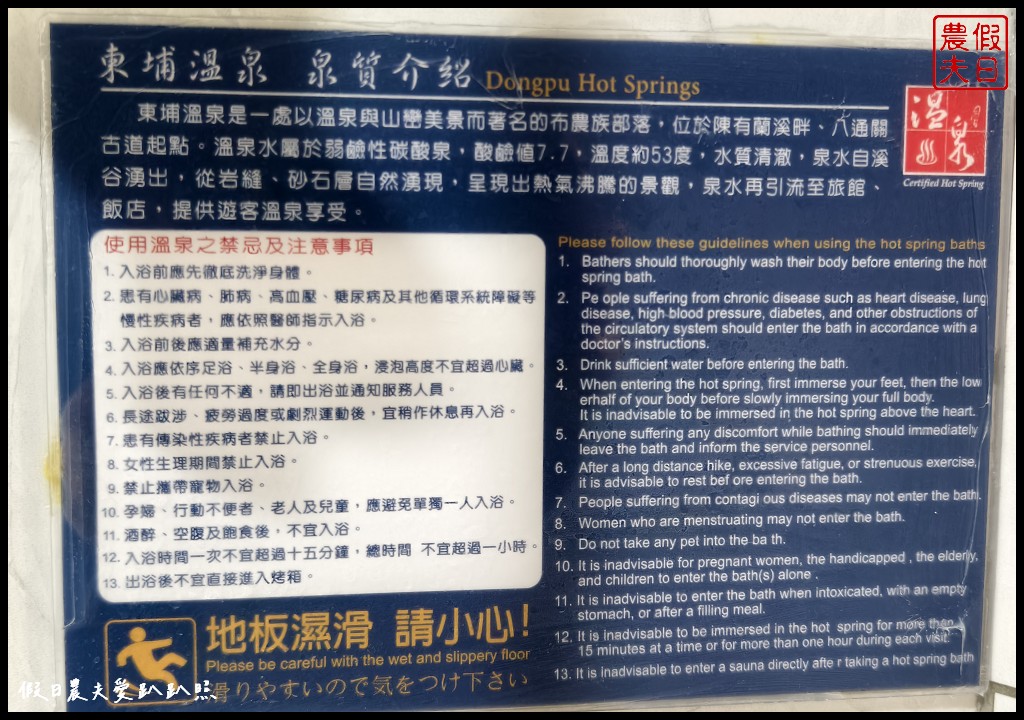 農假
夫日
東埔溫泉 泉質介紹 Dongpu Hot Springs
溫泉
Certified Hot Spring
東埔溫泉是一處以溫泉與山巒美景而著名的布農族部落，位於陳有蘭溪畔、八通關
古道起點。溫泉水屬於弱鹼性碳酸泉，酸鹼值7.7，溫度約53度，水質清澈，泉水自溪
谷湧出，從岩縫、砂石層自然湧現，呈現出熱氣沸騰的景觀，泉水再引流至旅館、
飯店，提供遊客溫泉享受。
使用溫泉之禁忌及注意事項
1. 入浴前應先徹底洗淨身體。
2. 患有心臟病、肺病、高血壓、糖尿病及其他循環系統障礙等
慢性疾病者，應依照醫師指示入浴。
3. 入浴前後應適量補充水分。
4. 入浴應依序足浴、半身浴、全身浴，浸泡高度不宜超過心臟。
5. 入浴後有任何不適，請即出浴並通知服務人員。
6. 長途跋涉、疲勞過度或劇烈運動後，宜稍作休息再入浴。
7. 患有傳染性疾病者禁止入浴。
8. 女性生理期間禁止入浴。
9. 禁止攜帶寵物入浴。
10. 孕婦、行動不便者、老人及兒童，應避免單獨一人入浴。
11. 酒醉、空腹及飽食後，不宜入浴。
12. 入浴時間一次不宜超過十五分鐘，總時間 不宜超過一小時。
13. 出浴後不宜直接進入烤箱。
Please follow these guidelines when using the hot spring baths
1. Bathers should thoroughly wash their body before entering the hot
spring bath.
2. Pe ople suffering from chronic disease such as heart disease, lung
disease, high blood pressure, diabetes, and other obstructions of
the circulatory system should enter the bath in accordance with a
doctor's instructions.
3. Drink sufficient water before entering the bath.
4. When entering the hot spring, first immerse your feet, then the low
erhalf of your body before slowly immersing your full body.
It is inadvisable to be immersed in the hot spring above the heart.
5. Anyone suffering any discomfort while bathing should immediately
leave the bath and inform the service personnel.
6. After a long distance hike, excessive fatigue, or strenuous exercise,
it is advisable to rest bef ore entering the bath.
7. People suffering from contagi ous diseases may not enter the bath.
8. Women who are menstruating may not enter the bath.
9. Do not take any pet into the ba th.
10. It is inadvisable for pregnant women, the handicapped , the elderly,
and children to enter the bath(s) alone .
11. It is inadvisable to enter the bath when intoxicated, with an empty
stomach, or after a filling meal.
12. It is inadvisable to be immersed in the hot spring for more than
15 minutes at a time or for more than one hour during each visit.
13. It is inadvisable to enter a sauna directly afte r taking a hot spring bath
地板濕滑 請小心!
Please be careful with the wet and slippery floor
滑りやすいので気をつけ下さい
假日農夫愛趴趴照